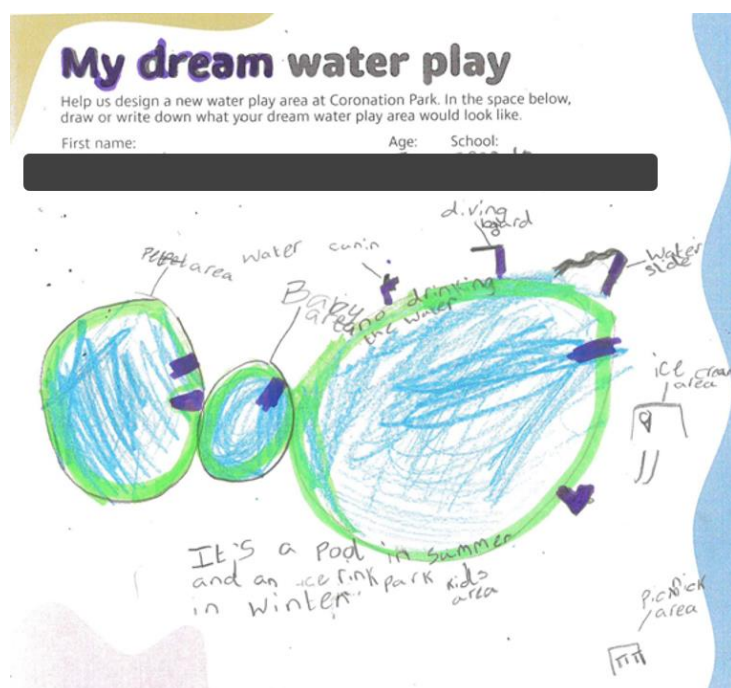 My dream water play
Help us design a new water play area at Coronation Park. In the space below,
draw or write down what your dream water play area would look like.
First name:
Age:
School:
diving
board
water
area
water
Baby
area
no drinking
the water
slide
ice cream
area
It's a pool in summer
and an ice rink park
in winter
kids
area
picnick
area